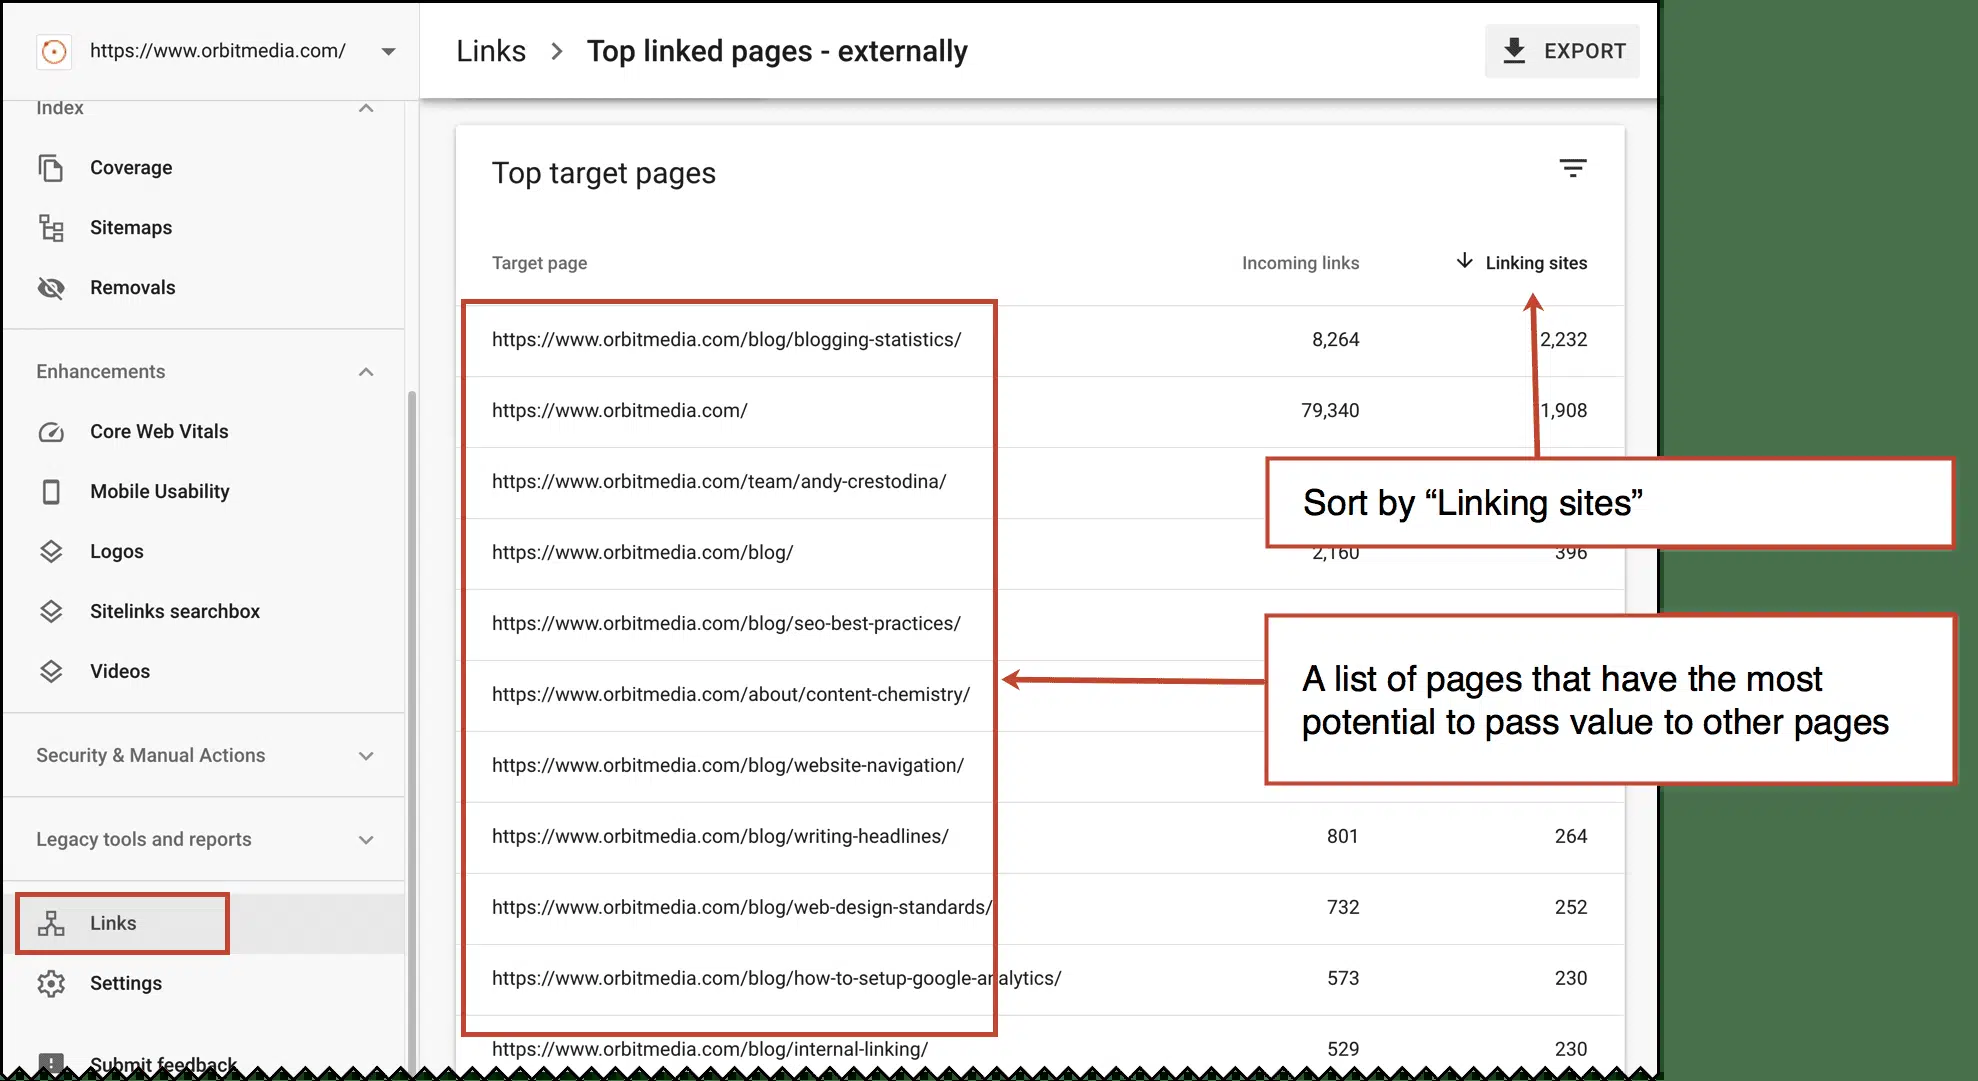 https://www.orbitmedia.com/
Links > Top linked pages - externally
EXPORT
Index
Coverage
Sitemaps
Removals
Enhancements
Core Web Vitals
Mobile Usability
Logos
Sitelinks searchbox
Videos
Security & Manual Actions
Legacy tools and reports
Links
Settings
Submit feedback
Top target pages
Target page Incoming links Linking sites
https://www.orbitmedia.com/blog/blogging-statistics/ 8,264 2,232
https://www.orbitmedia.com/ 79,340 1,908
https://www.orbitmedia.com/team/andy-crestodina/
https://www.orbitmedia.com/blog/ 2,160 396
https://www.orbitmedia.com/blog/seo-best-practices/
https://www.orbitmedia.com/about/content-chemistry/
https://www.orbitmedia.com/blog/website-navigation/
https://www.orbitmedia.com/blog/writing-headlines/ 801 264
https://www.orbitmedia.com/blog/web-design-standards/ 732 252
https://www.orbitmedia.com/blog/how-to-setup-google-analytics/ 573 230
https://www.orbitmedia.com/blog/internal-linking/ 529 230
Sort by “Linking sites”
A list of pages that have the most
potential to pass value to other pages